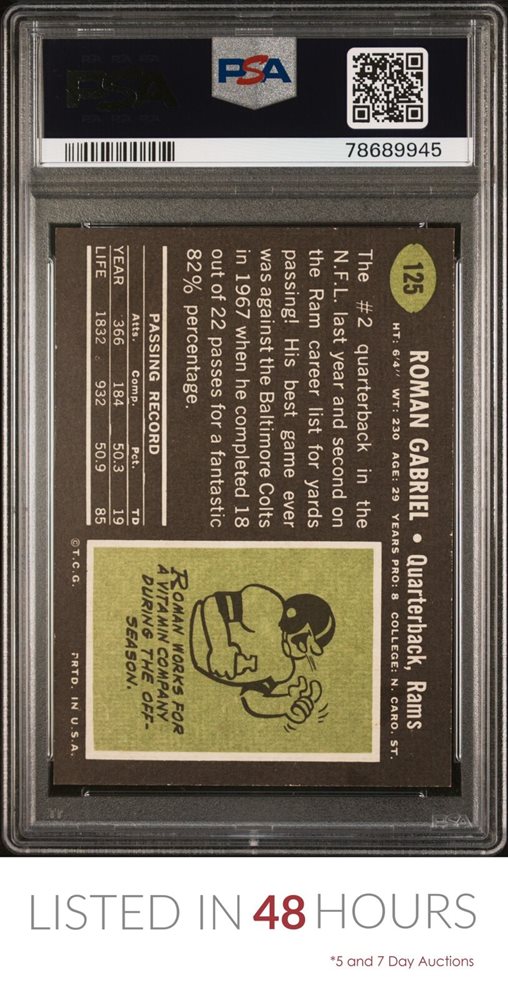 PSA
PSA
78689945
125
ROMAN GABRIEL • Quarterback, Rams
HT: 6'4" WT: 230 AGE: 29 YEARS PRO: 8 COLLEGE: N. CARO. ST.
The #2 quarterback in the
N.F.L. last year and second on
the Ram career list for yards
passing! His best game ever
was against the Baltimore Colts
in 1967 when he completed 18
out of 22 passes for a fantastic
82% percentage.
PASSING RECORD
Atts. Comp. Pct. TD
YEAR 366 184 50.3 19
LIFE 1832 932 50.9 85
ROMAN WORKS FOR
A VITAMIN COMPANY
DURING THE OFF-
SEASON.
©T.C.G. PRTD. IN U.S.A.
PSA
LISTED IN 48 HOURS
*5 and 7 Day Auctions